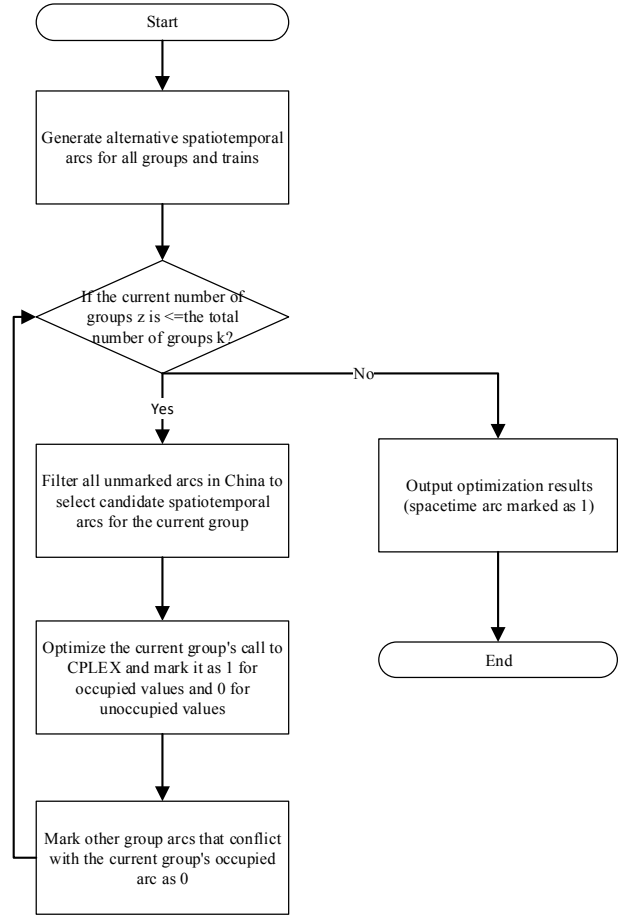 Start
Generate alternative spatiotemporal
arcs for all groups and trains
If the current number of
groups z is <=the total
number of groups k?
No
Yes
Filter all unmarked arcs in China to
select candidate spatiotemporal
arcs for the current group
Output optimization results
(spacetime arc marked as 1)
Optimize the current group's call to
CPLEX and mark it as 1 for
occupied values and 0 for
unoccupied values
End
Mark other group arcs that conflict
with the current group's occupied
arc as 0